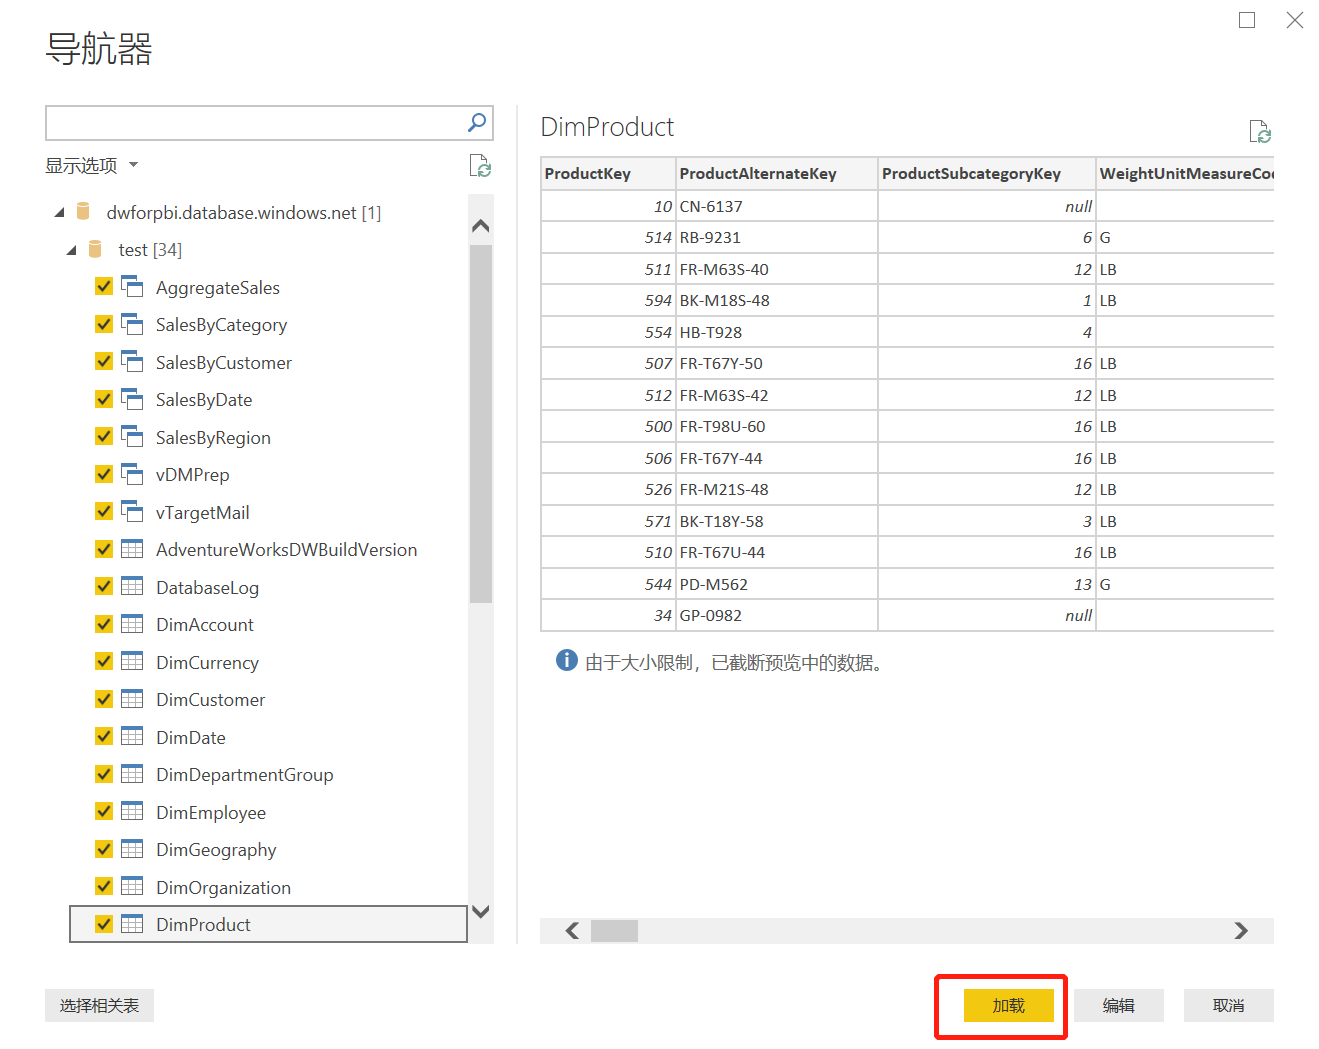 导航器
显示选项
dwforpbi.database.windows.net [1]
test [34]
AggregateSales
SalesByCategory
SalesByCustomer
SalesByDate
SalesByRegion
vDMPrep
vTargetMail
AdventureWorksDWBuildVersion
DatabaseLog
DimAccount
DimCurrency
DimCustomer
DimDate
DimDepartmentGroup
DimEmployee
DimGeography
DimOrganization
DimProduct
DimProduct
ProductKey ProductAlternateKey ProductSubcategoryKey WeightUnitMeasureCo
10 CN-6137 null
514 RB-9231 6 G
511 FR-M63S-40 12 LB
594 BK-M18S-48 1 LB
554 HB-T928 4
507 FR-T67Y-50 16 LB
512 FR-M63S-42 12 LB
500 FR-T98U-60 16 LB
506 FR-T67Y-44 16 LB
526 FR-M21S-48 12 LB
571 BK-T18Y-58 3 LB
510 FR-T67U-44 16 LB
544 PD-M562 13 G
34 GP-0982 null
由于大小限制，已截断预览中的数据。
选择相关表 加载 编辑 取消